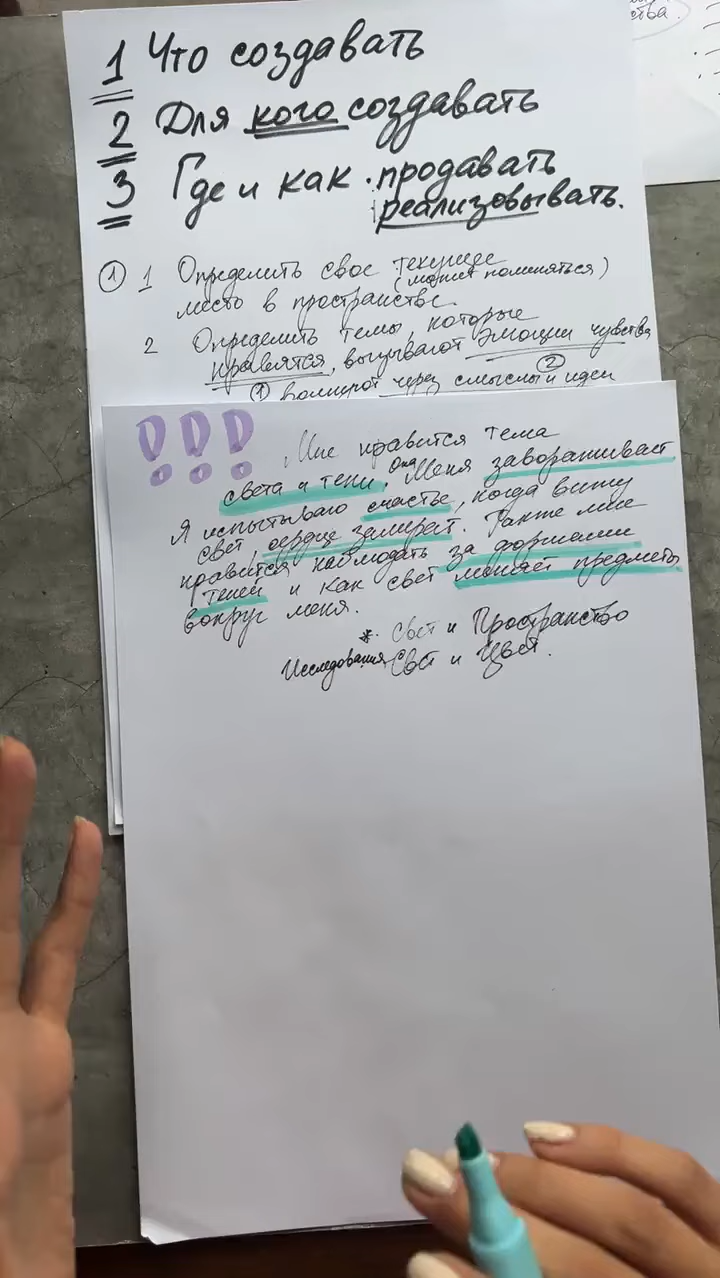 1 Что создавать
2 Для кого создавать
3 Где и как продавать
реализовывать.
① 1 Определить свое текущее
(может поменяться)
место в пространстве.
2 Определить темы, которые
нравятся, вызывают эмоции чувства
① волнуют через смыслы и идеи ②
!!! Мне нравится тема
света и тени. Она меня завораживает
Я испытываю счастье, когда вижу
свет, сердце замирает. Также мне
нравится наблюдать за формами
теней и как свет меняет предметы
вокруг меня.
* Свет и Пространство
Исследования Свет и Цвет.
ства.